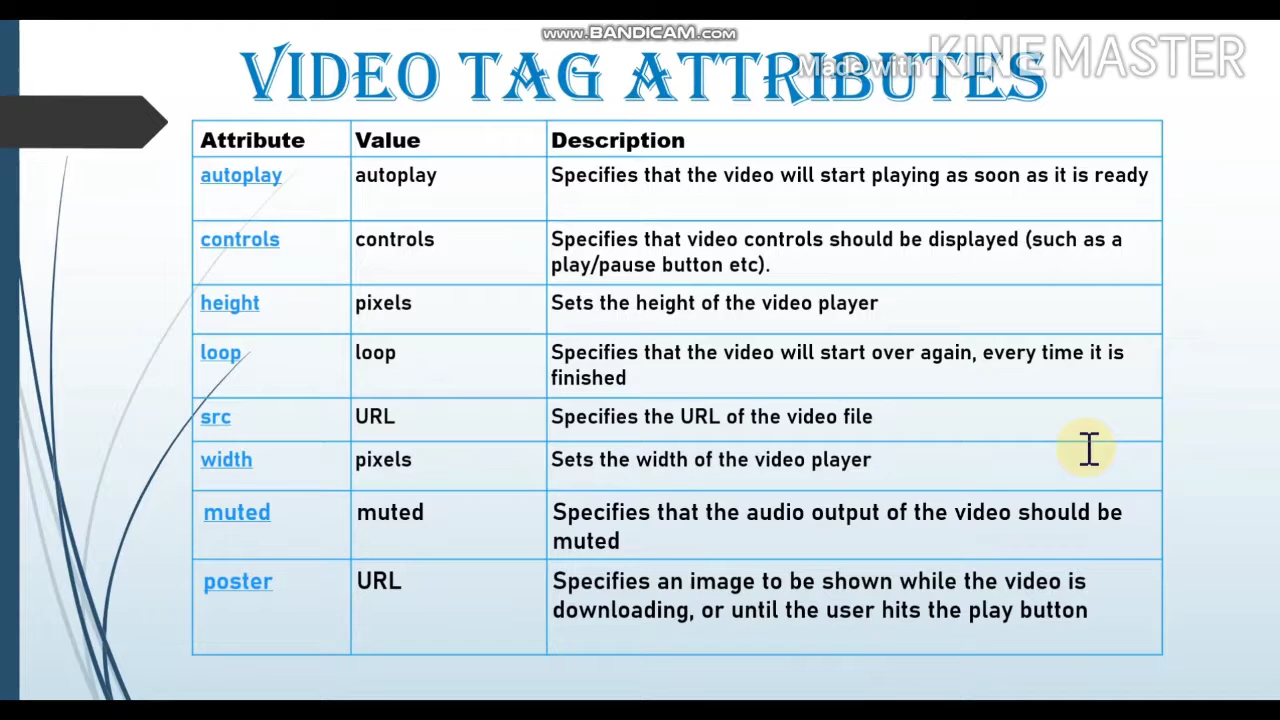 www.BANDICAM.com
VIDEO TAG ATTRIBUTES
Made with KINEMASTER
Attribute Value Description
autoplay autoplay Specifies that the video will start playing as soon as it is ready
controls controls Specifies that video controls should be displayed (such as a
play/pause button etc).
height pixels Sets the height of the video player
loop loop Specifies that the video will start over again, every time it is
finished
src URL Specifies the URL of the video file
width pixels Sets the width of the video player
muted muted Specifies that the audio output of the video should be
muted
poster URL Specifies an image to be shown while the video is
downloading, or until the user hits the play button